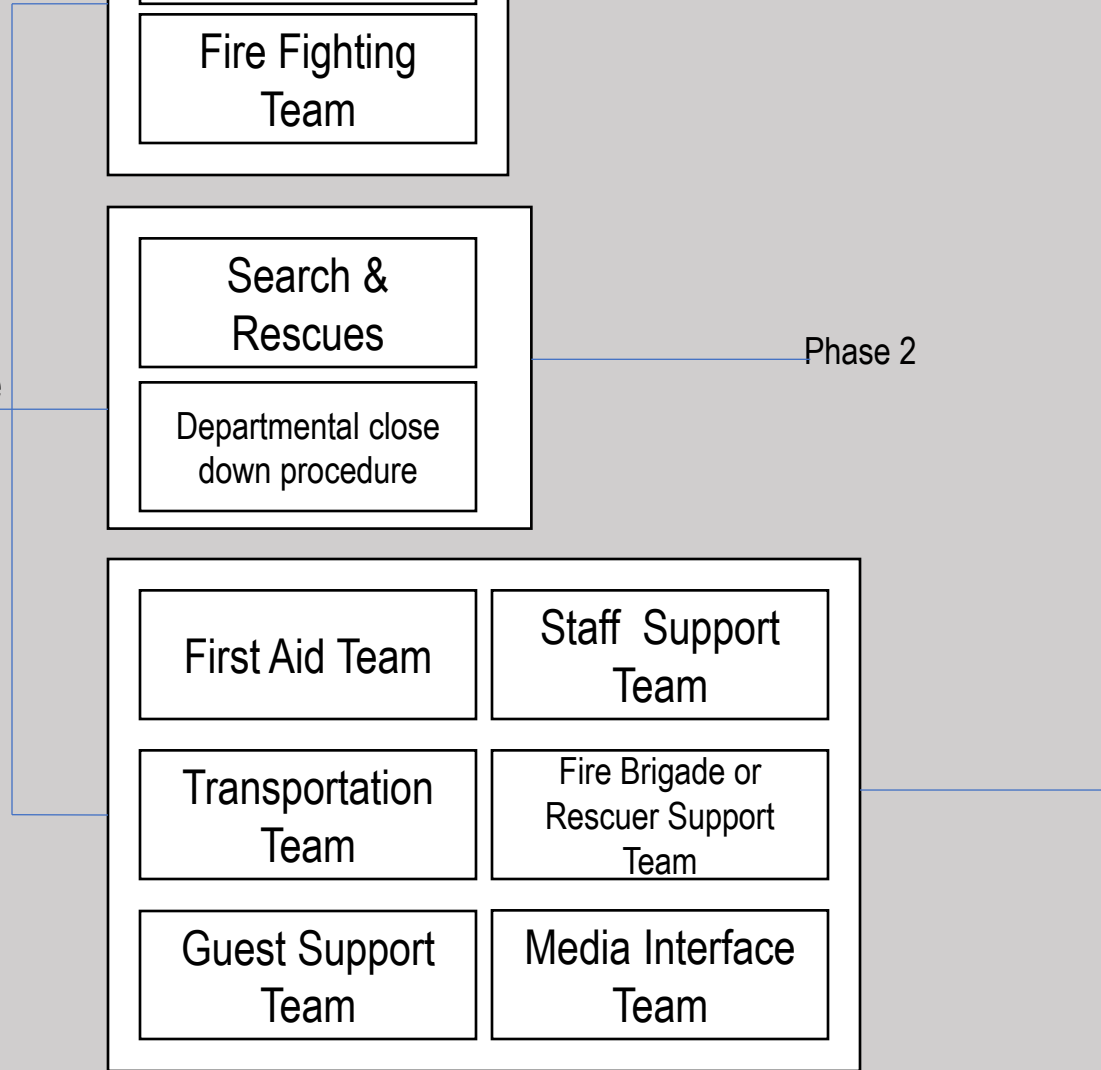 Fire Fighting
Team
Search &
Rescues
Phase 2
Departmental close
down procedure
First Aid Team
Staff  Support
Team
Transportation
Team
Fire Brigade or
Rescuer Support
Team
Guest Support
Team
Media Interface
Team